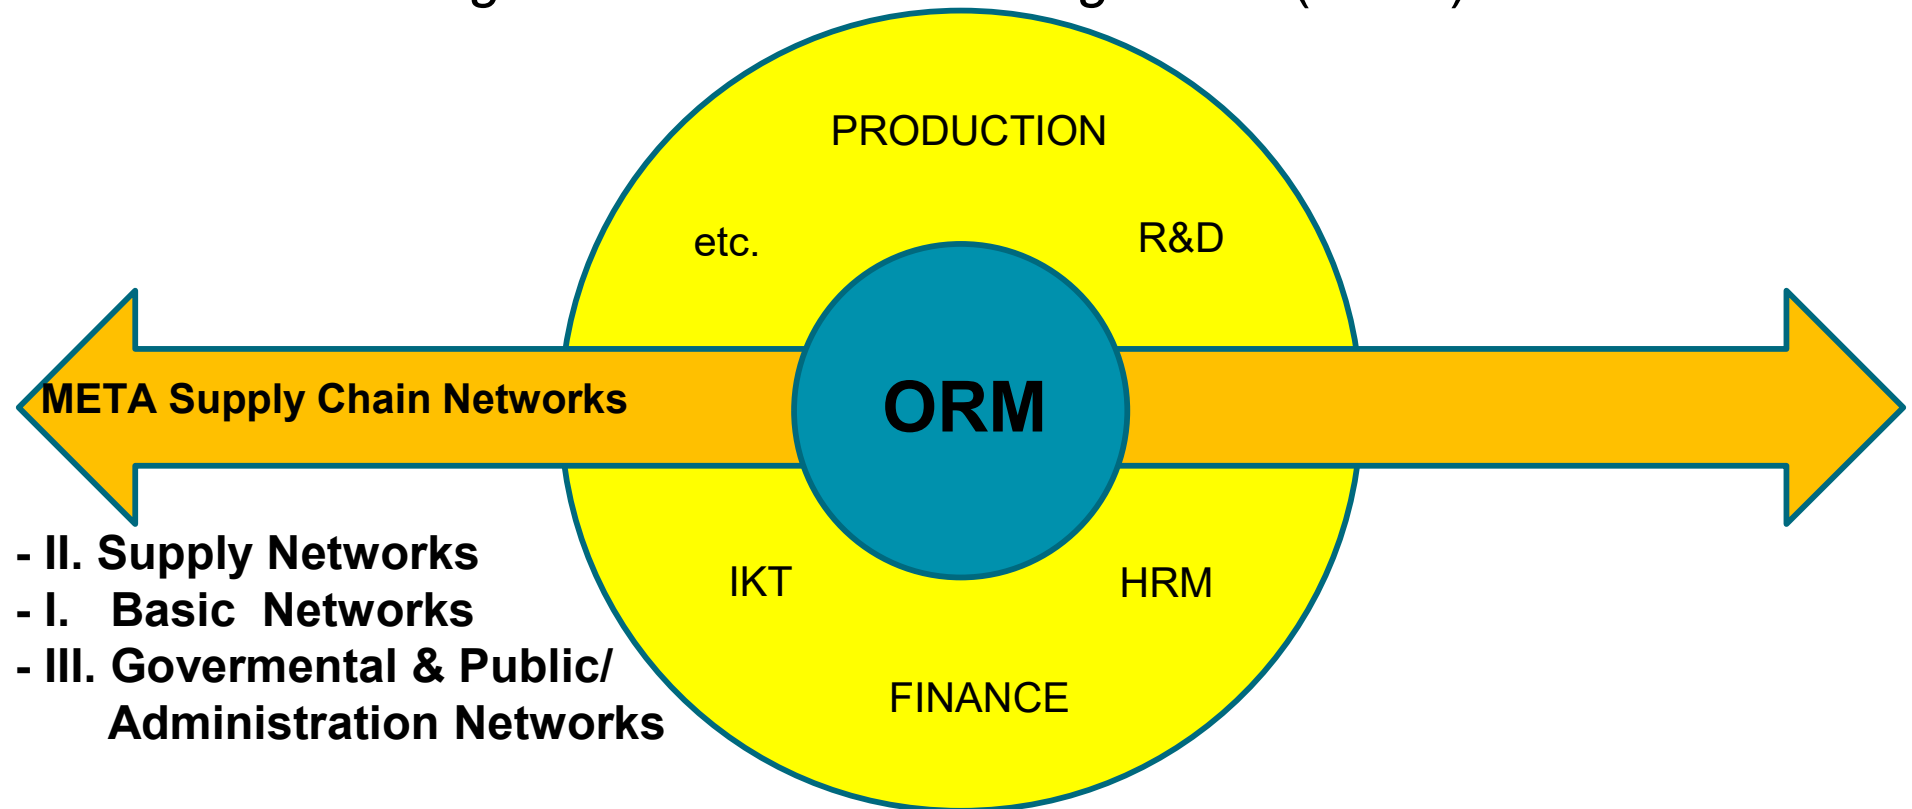 PRODUCTION
etc.
R&D
META Supply Chain Networks
ORM
- II. Supply Networks
- I. Basic Networks
- III. Govermental & Public/
Administration Networks
IKT
HRM
FINANCE